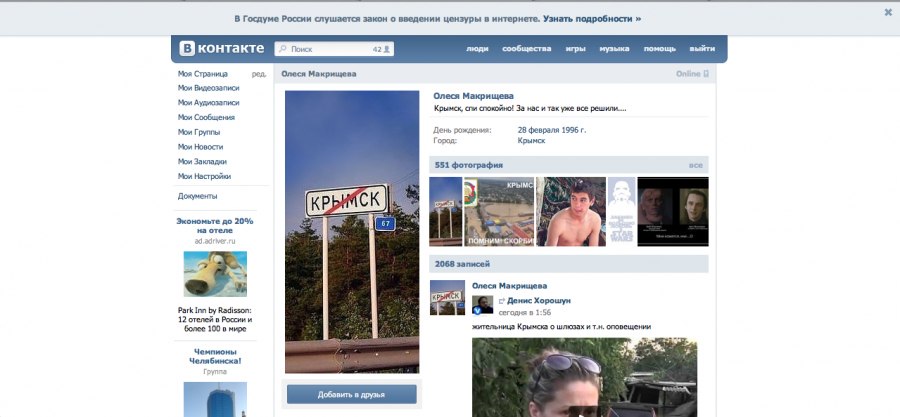 В Госдуме России слушается закон о введении цензуры в интернете. Узнать подробности »
В контакте
Поиск
42
люди сообщества игры музыка помощь выйти
Моя Страница ред.
Мои Видеозаписи
Мои Аудиозаписи
Мои Сообщения
Мои Группы
Мои Новости
Мои Закладки
Мои Настройки
Документы
Экономьте до 20%
на отеле
ad.adriver.ru
Park Inn by Radisson:
12 отелей в России и
более 100 в мире
Чемпионы
Челябинска!
Группа
Олеся Макрищева
Online
КРЫМСК
67
Добавить в друзья
Олеся Макрищева
Крымск, спи спокойно! За нас и так уже все решили....
День рождения: 28 февраля 1996 г.
Город: Крымск
551 фотография все
КРЫМС
ПОМНИМ! СКОРБИ
STAR
WARS
2068 записей
КРЫМСК
Олеся Макрищева
Денис Хорошун
сегодня в 1:56
жительница Крымска о шлюзах и т.н. оповещении